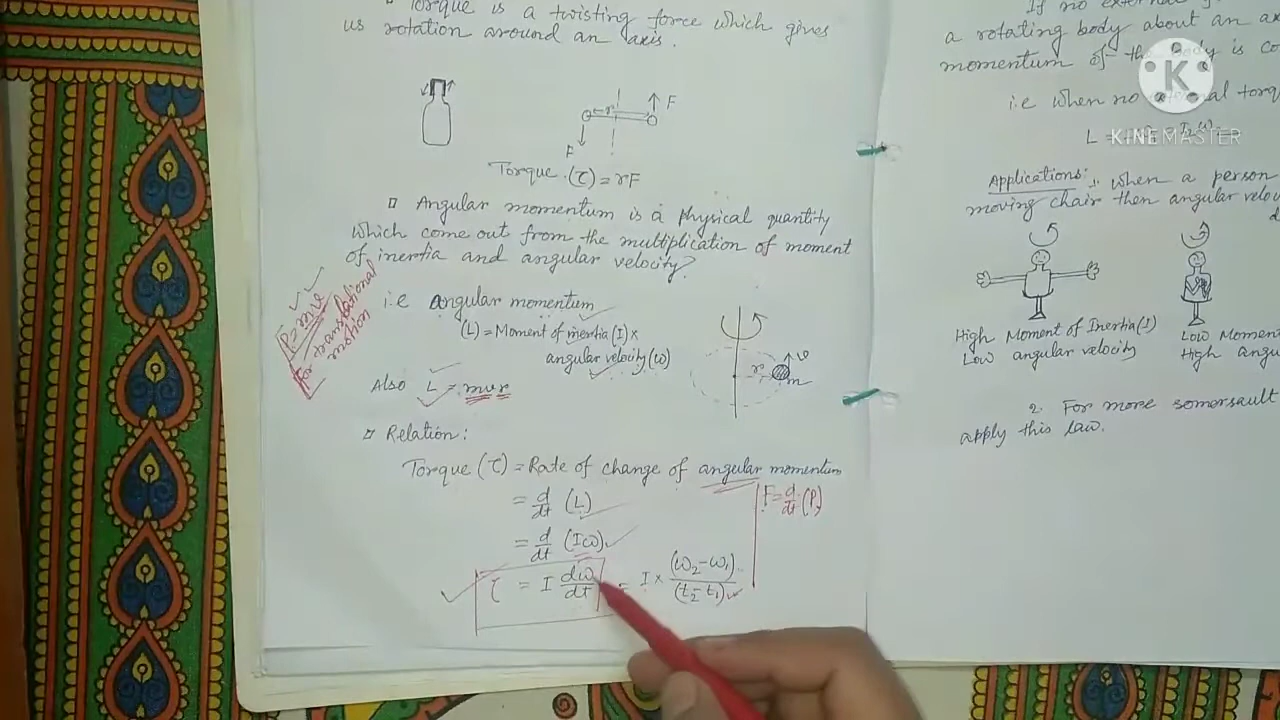 Torque is a twisting force which gives
us rotation around an axis.
F
r
F
Torque (τ) = rF
Angular momentum is a physical quantity
which come out from the multiplication of moment
of inertia and angular velocity?
i.e angular momentum
(L) = Moment of inertia (I) ×
angular velocity (ω)
Also L = mvr
r
v
m
P = mv
for translational
motion
Relation:
Torque (τ) = Rate of change of angular momentum
= d/dt (L)
= d/dt (Iω)
τ = I dω/dt = I × (ω₂-ω₁)/(t₂-t₁)
F = d/dt (P)
If no external
a rotating body about an
momentum of the body is
i.e when no torq
L =
Applications: 1. When a person
moving chair then angular velo
High Moment of Inertia (I)
Low angular velocity
Low Momen
High angu
2. For more somersault
apply this law.
K
KINEMASTER